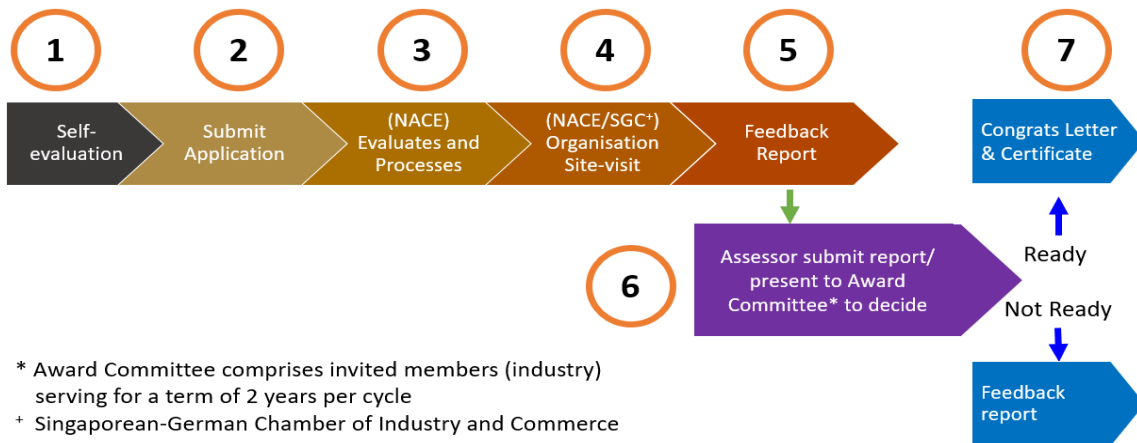 1
2
3
4
5
7
Self-
evaluation
Submit
Application
(NACE)
Evaluates and
Processes
(NACE/SGC⁺)
Organisation
Site-visit
Feedback
Report
Congrats Letter
& Certificate
6
Assessor submit report/
present to Award
Committee* to decide
Ready
Not Ready
Feedback
report
* Award Committee comprises invited members (industry)
serving for a term of 2 years per cycle
⁺ Singaporean-German Chamber of Industry and Commerce